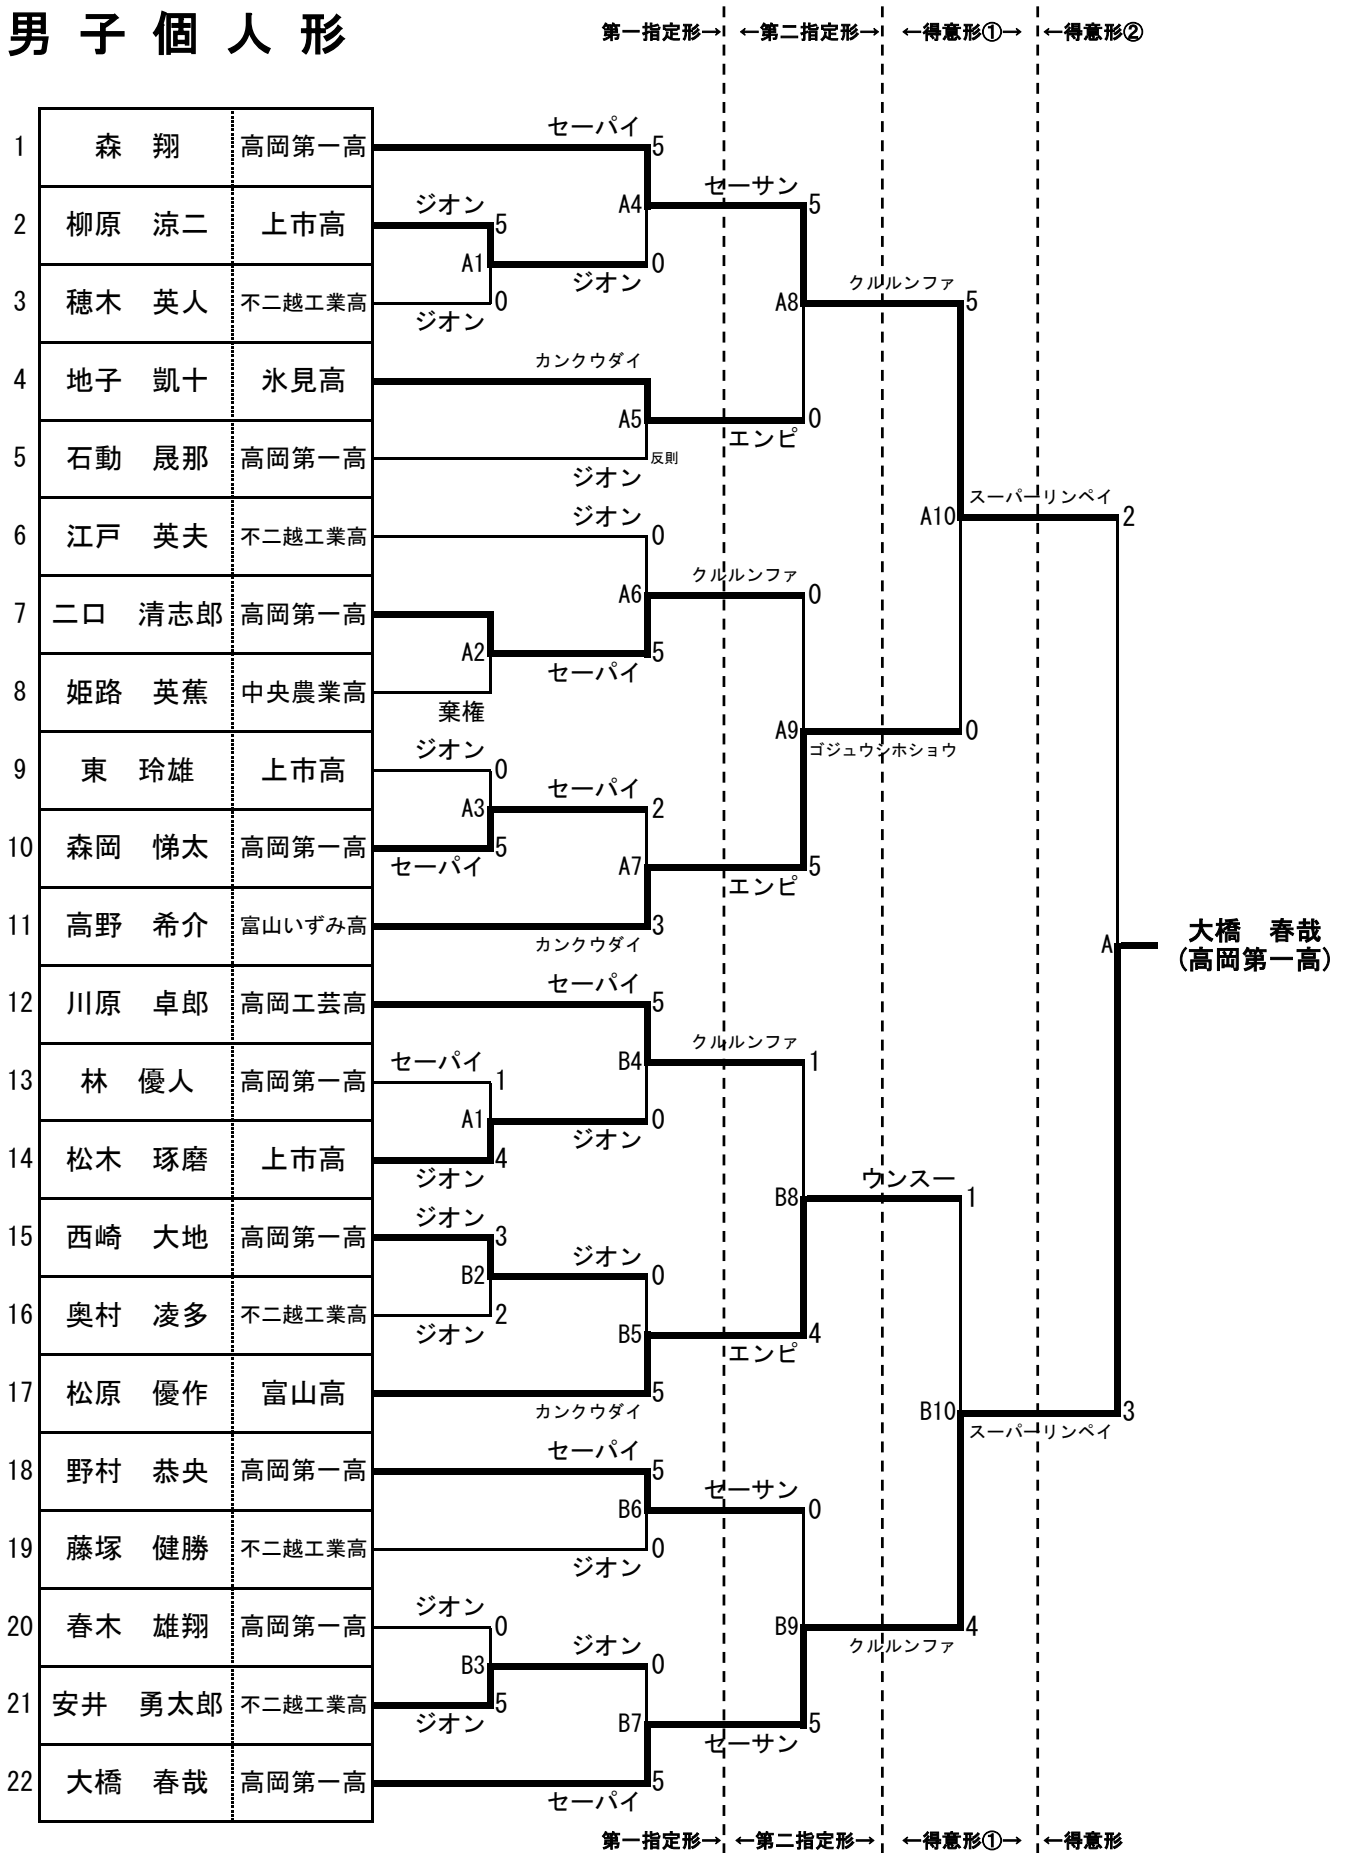 男子個人形
第一指定形→ ←第二指定形→ ←得意形①→ ←得意形②
1 森 翔 高岡第一高
2 柳原 涼二 上市高
3 穂木 英人 不二越工業高
4 地子 凱十 氷見高
5 石動 晟那 高岡第一高
6 江戸 英夫 不二越工業高
7 二口 清志郎 高岡第一高
8 姫路 英蕉 中央農業高
9 東 玲雄 上市高
10 森岡 悌太 高岡第一高
11 高野 希介 富山いずみ高
12 川原 卓郎 高岡工芸高
13 林 優人 高岡第一高
14 松木 琢磨 上市高
15 西崎 大地 高岡第一高
16 奥村 凌多 不二越工業高
17 松原 優作 富山高
18 野村 恭央 高岡第一高
19 藤塚 健勝 不二越工業高
20 春木 雄翔 高岡第一高
21 安井 勇太郎 不二越工業高
22 大橋 春哉 高岡第一高
ジオン 5
A1
ジオン 0
A2
棄権
ジオン 0
A3
セーパイ 5
セーパイ 1
A1
ジオン 4
ジオン 3
B2
ジオン 2
ジオン 0
B3
ジオン 5
セーパイ 5
A4
ジオン 0
カンクウダイ
A5
ジオン 反則
ジオン 0
A6
セーパイ 5
セーパイ 2
A7
カンクウダイ 3
セーパイ 5
B4
ジオン 0
ジオン 0
B5
カンクウダイ 5
セーパイ 5
B6
ジオン 0
ジオン 0
B7
セーパイ 5
セーサン 5
A8
エンピ 0
クルルンファ 0
A9
エンピ 5
クルルンファ 1
B8
エンピ 4
セーサン 0
B9
セーサン 5
クルルンファ 5
A10
ゴジュウシホショウ 0
ウンスー 1
B10
クルルンファ 4
スーパーリンペイ 2
A
スーパーリンペイ 3
大橋 春哉
(高岡第一高)
第一指定形→ ←第二指定形→ ←得意形①→ ←得意形